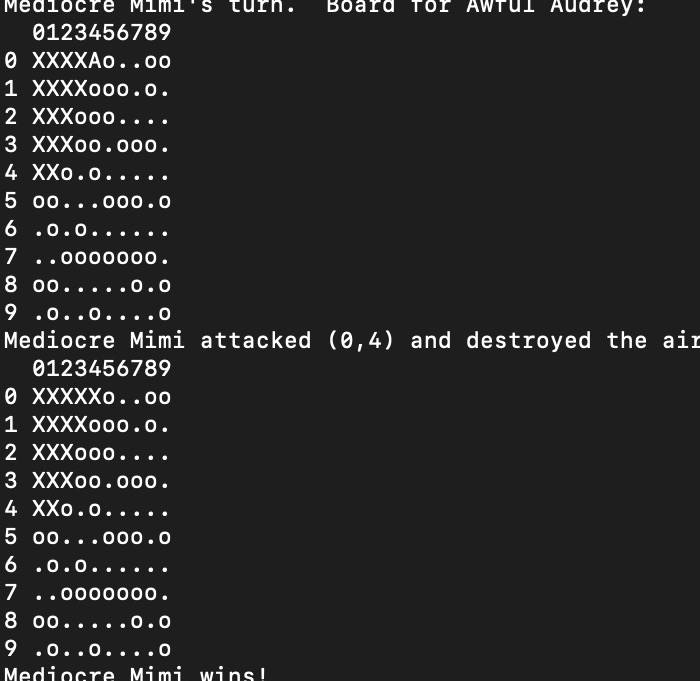 Mediocre Mimi's turn.  Board for Awful Audrey:
  0123456789
0 XXXXAo..oo
1 XXXXooo.o.
2 XXXooo....
3 XXXoo.ooo.
4 XXo.o.....
5 oo...ooo.o
6 .o.o......
7 ..ooooooo.
8 oo.....o.o
9 .o..o....o
Mediocre Mimi attacked (0,4) and destroyed the air
  0123456789
0 XXXXXo..oo
1 XXXXooo.o.
2 XXXooo....
3 XXXoo.ooo.
4 XXo.o.....
5 oo...ooo.o
6 .o.o......
7 ..ooooooo.
8 oo.....o.o
9 .o..o....o
Mediocre Mimi wins!